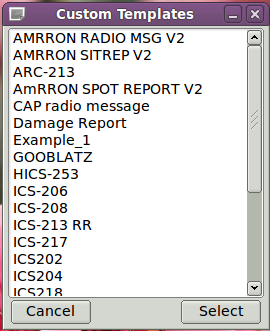 Custom Templates
AMRRON RADIO MSG V2
AMRRON SITREP V2
ARC-213
AmRRON SPOT REPORT V2
CAP radio message
Damage Report
Example_1
GOOBLATZ
HICS-253
ICS-206
ICS-208
ICS-213 RR
ICS-217
ICS202
ICS204
ICS218
Cancel
Select